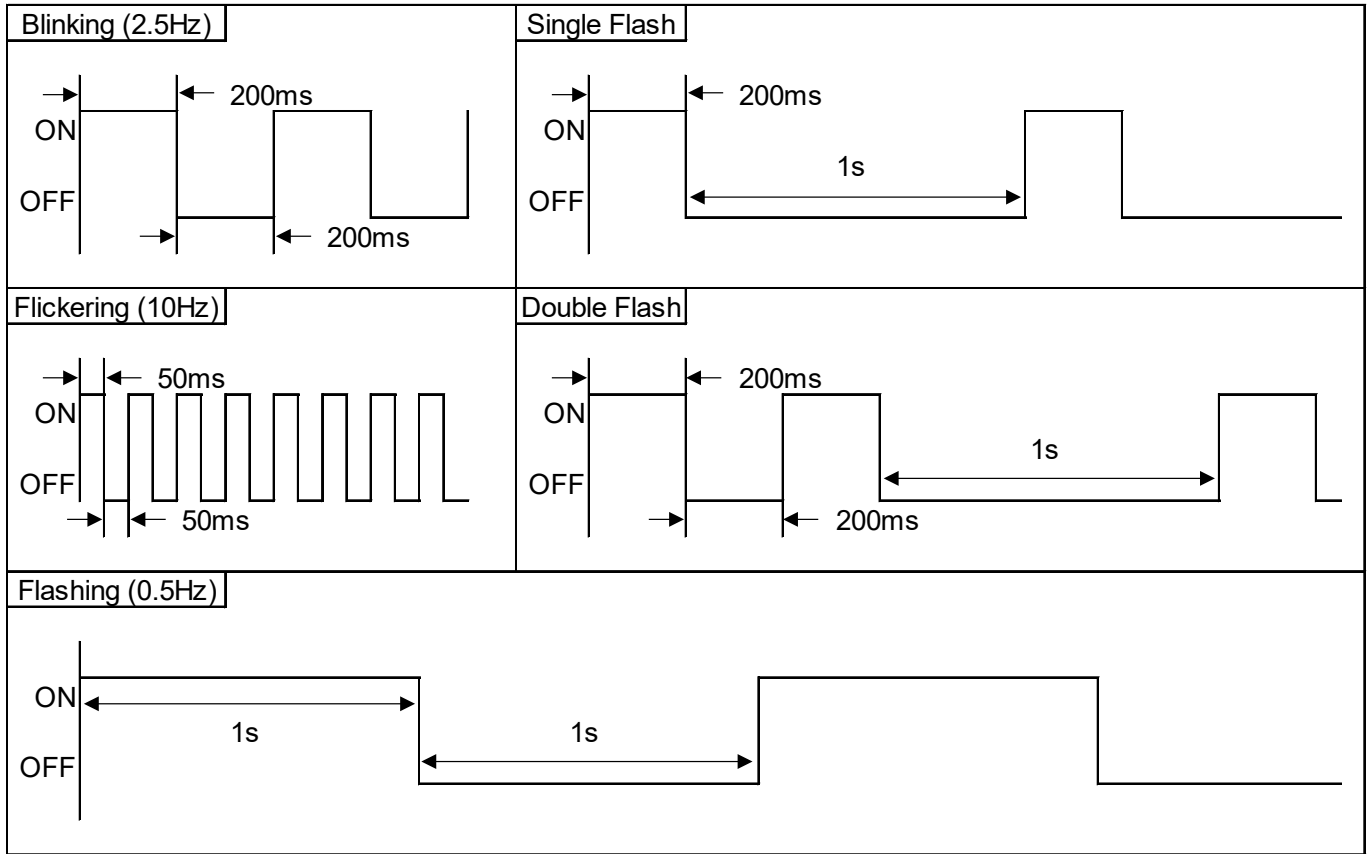 Blinking (2.5Hz)
200ms
ON
OFF
200ms
Single Flash
200ms
ON
1s
OFF
Flickering (10Hz)
50ms
ON
OFF
50ms
Double Flash
200ms
ON
1s
OFF
200ms
Flashing (0.5Hz)
ON
1s
1s
OFF